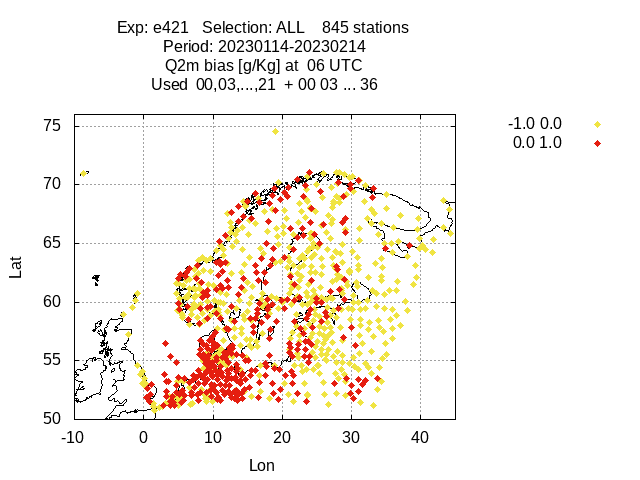 Exp: e421   Selection: ALL    845 stations
Period: 20230114-20230214
Q2m bias [g/Kg] at  06 UTC
Used  00,03,...,21  + 00 03 ... 36
-1.0 0.0
0.0 1.0
75
70
65
60
55
50
Lat
-10 0 10 20 30 40
Lon